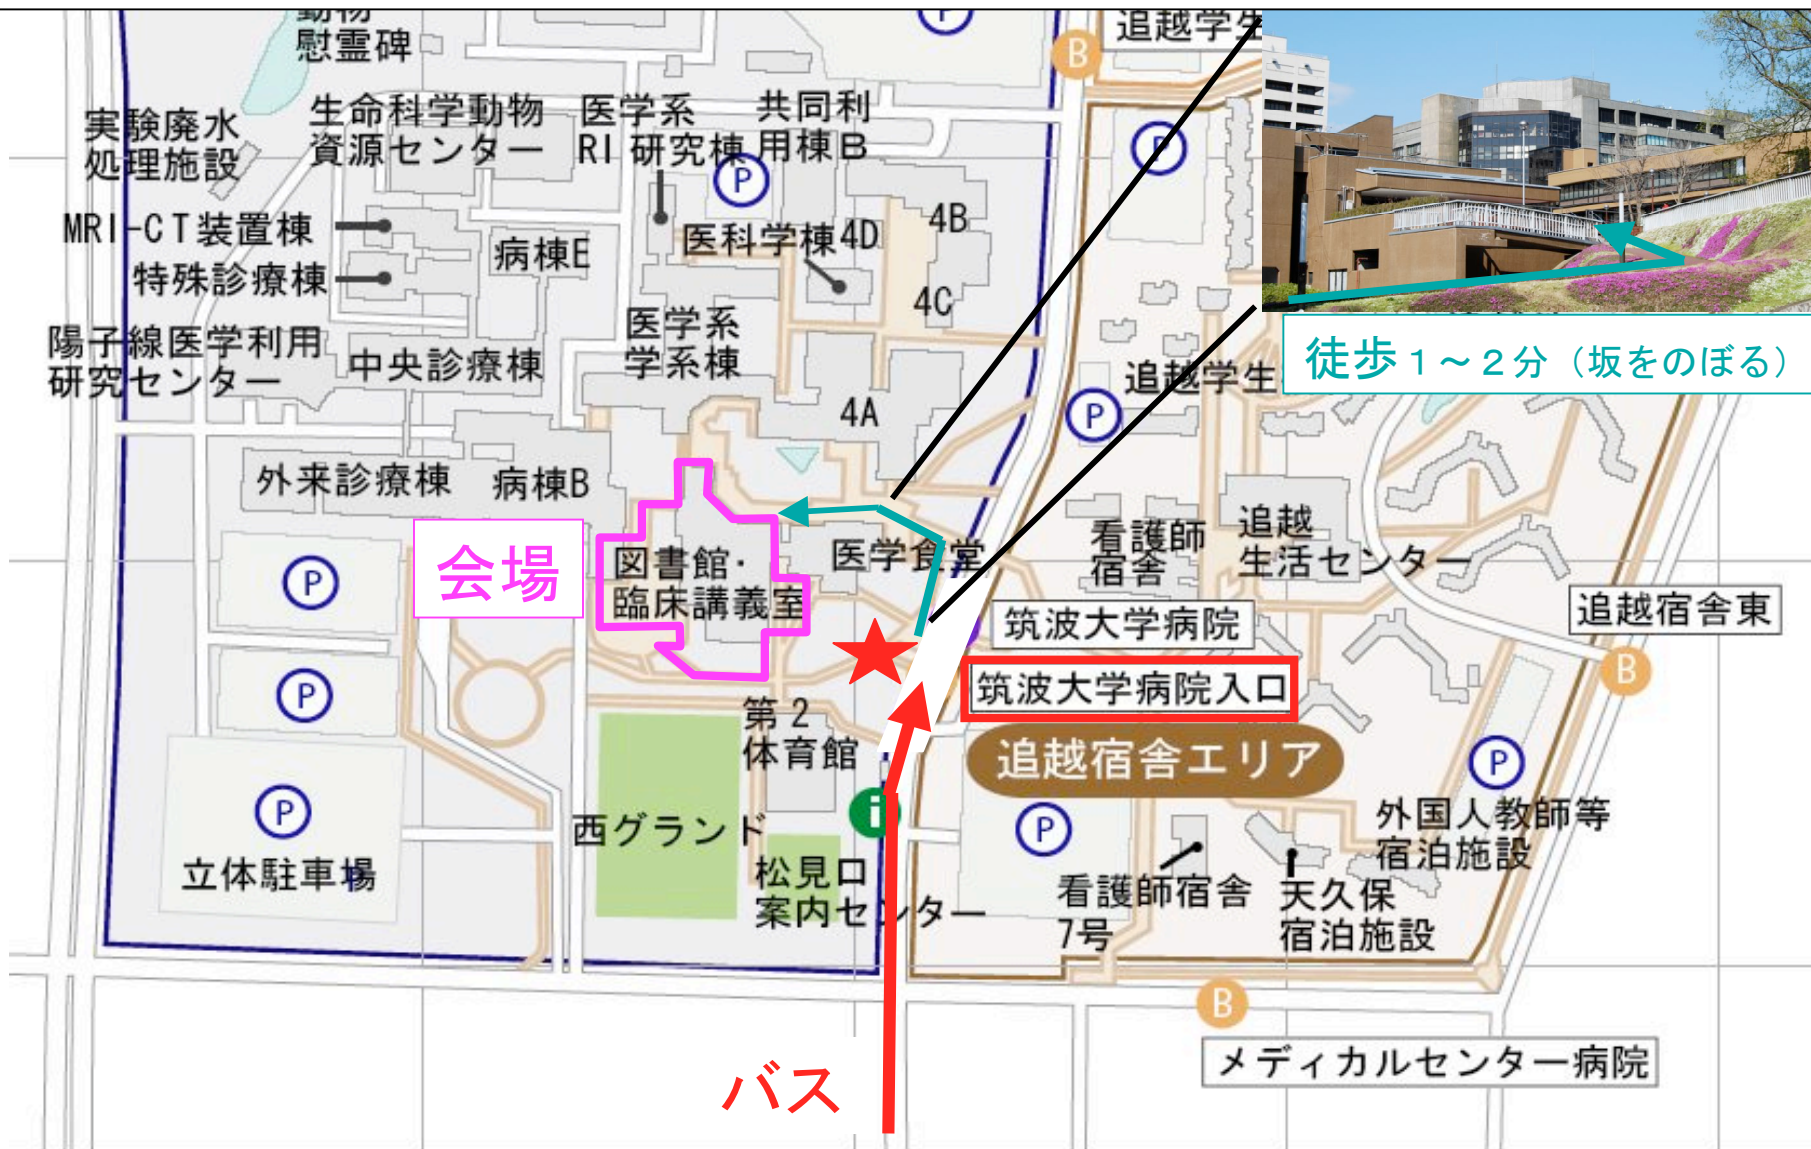 慰霊碑
追越学生
B
実験廃水
処理施設
生命科学動物
資源センター
医学系
RI 研究棟
共同利
用棟B
P
P
MRI-CT装置棟
特殊診療棟
病棟E
医科学棟
4D
4B
4C
陽子線医学利用
研究センター
中央診療棟
医学系
学系棟
徒歩1～2分（坂をのぼる）
追越学生
P
4A
外来診療棟
病棟B
会場
図書館・
臨床講義室
医学食堂
看護師
宿舎
追越
生活センター
P
筑波大学病院
追越宿舎東
B
筑波大学病院入口
P
第2
体育館
追越宿舎エリア
P
P
i
P
西グランド
立体駐車場
松見口
案内センター
看護師宿舎
7号
天久保
宿泊施設
外国人教師等
宿泊施設
B
メディカルセンター病院
バス